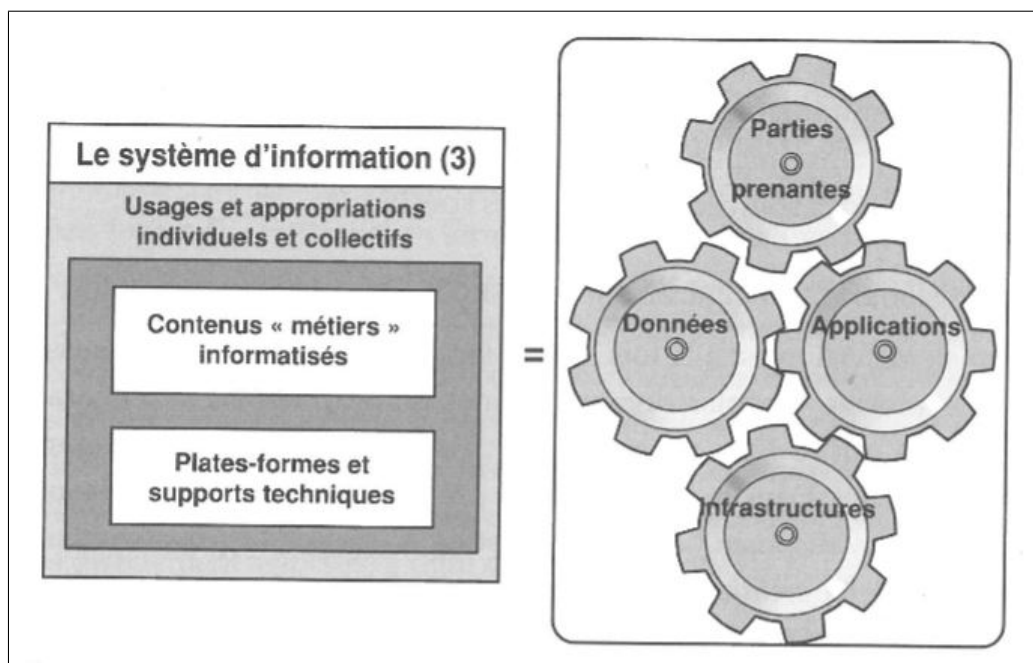 Le système d'information (3)
Usages et appropriations
individuels et collectifs
Contenus « métiers »
informatisés
Plates-formes et
supports techniques
=
Parties
prenantes
Données
Applications
Infrastructures